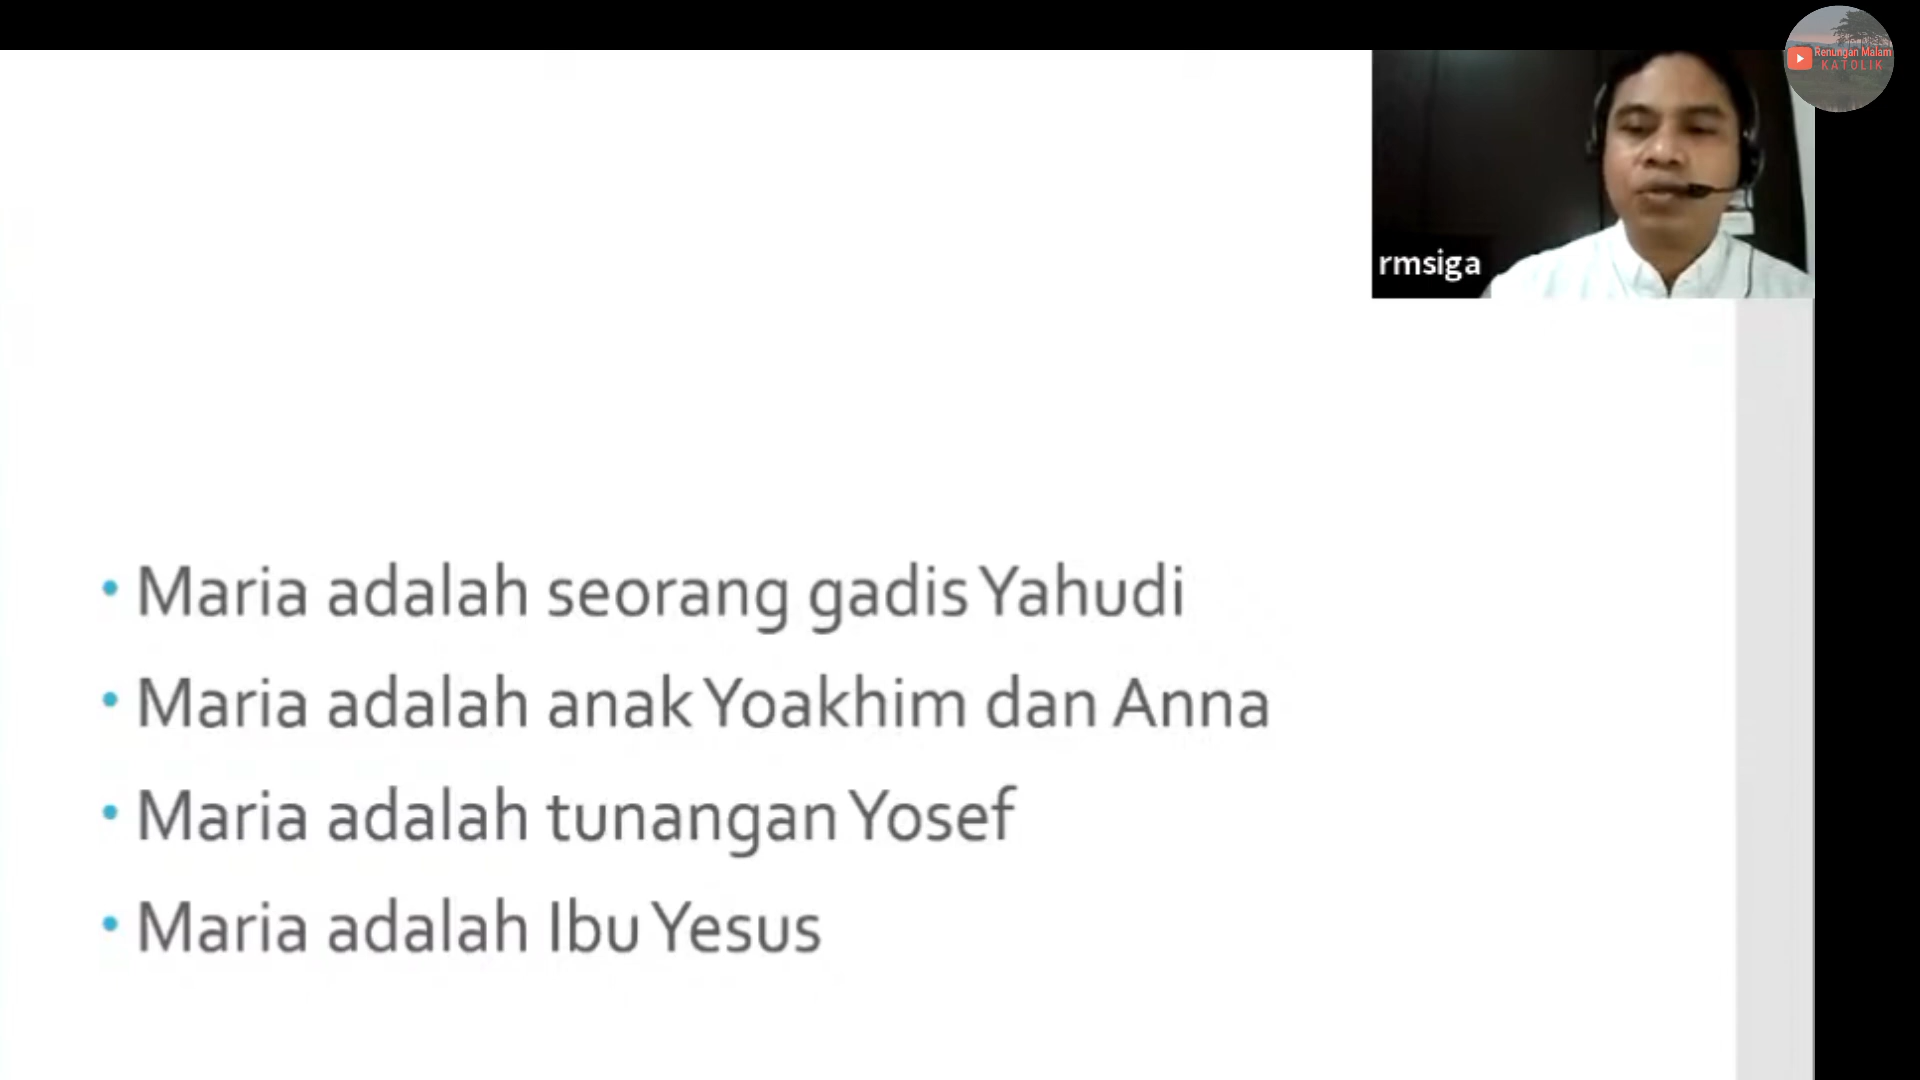 Renungan Malam
KATOLIK
rmsiga
• Maria adalah seorang gadis Yahudi
• Maria adalah anak Yoakhim dan Anna
• Maria adalah tunangan Yosef
• Maria adalah Ibu Yesus